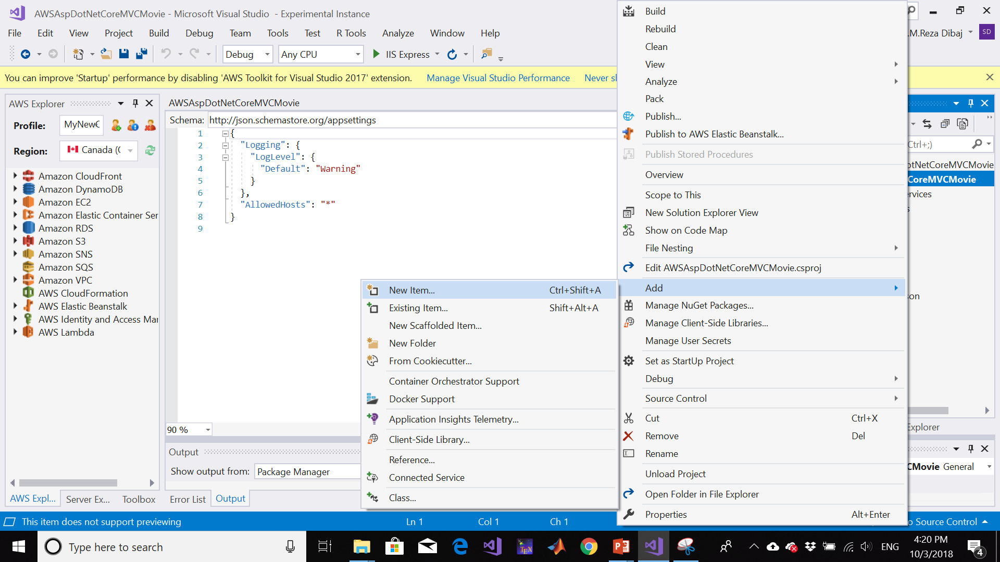 AWSAspDotNetCoreMVCMovie - Microsoft Visual Studio - Experimental Instance
File Edit View Project Build Debug Team Tools Test R Tools Analyze Window Help
.M.Reza Dibaj SD
Debug Any CPU IIS Express
You can improve 'Startup' performance by disabling 'AWS Toolkit for Visual Studio 2017' extension. Manage Visual Studio Performance Never
AWS Explorer
Profile: MyNewC
Region: Canada (
Amazon CloudFront
Amazon DynamoDB
Amazon EC2
Amazon Elastic Container Ser
Amazon RDS
Amazon S3
Amazon SNS
Amazon SQS
Amazon VPC
AWS CloudFormation
AWS Elastic Beanstalk
AWS Identity and Access Mar
AWS Lambda
AWS Expl... Server Ex... Toolbox
AWSAspDotNetCoreMVCMovie
Schema: http://json.schemastore.org/appsettings
1 {
2 "Logging": {
3 "LogLevel": {
4 "Default": "Warning"
5 }
6 },
7 "AllowedHosts": "*"
8 }
9
90 %
Output
Show output from: Package Manager
Error List Output
New Item... Ctrl+Shift+A
Existing Item... Shift+Alt+A
New Scaffolded Item...
New Folder
From Cookiecutter...
Container Orchestrator Support
Docker Support
Application Insights Telemetry...
Client-Side Library...
Reference...
Connected Service
Class...
Build
Rebuild
Clean
View
Analyze
Pack
Publish...
Publish to AWS Elastic Beanstalk...
Publish Stored Procedures
Overview
Scope to This
New Solution Explorer View
Show on Code Map
File Nesting
Edit AWSAspDotNetCoreMVCMovie.csproj
Add
Manage NuGet Packages...
Manage Client-Side Libraries...
Manage User Secrets
Set as StartUp Project
Debug
Source Control
Cut Ctrl+X
Remove Del
Rename
Unload Project
Open Folder in File Explorer
Properties Alt+Enter
Ctrl+;)
otNetCoreMVCMovie
CoreMVCMovie
ervices
s
on
Explorer
CMovie General
This item does not support previewing Ln 1 Col 1 Ch 1 o Source Control
Type here to search
TEX
ENG
4:20 PM
10/3/2018
4